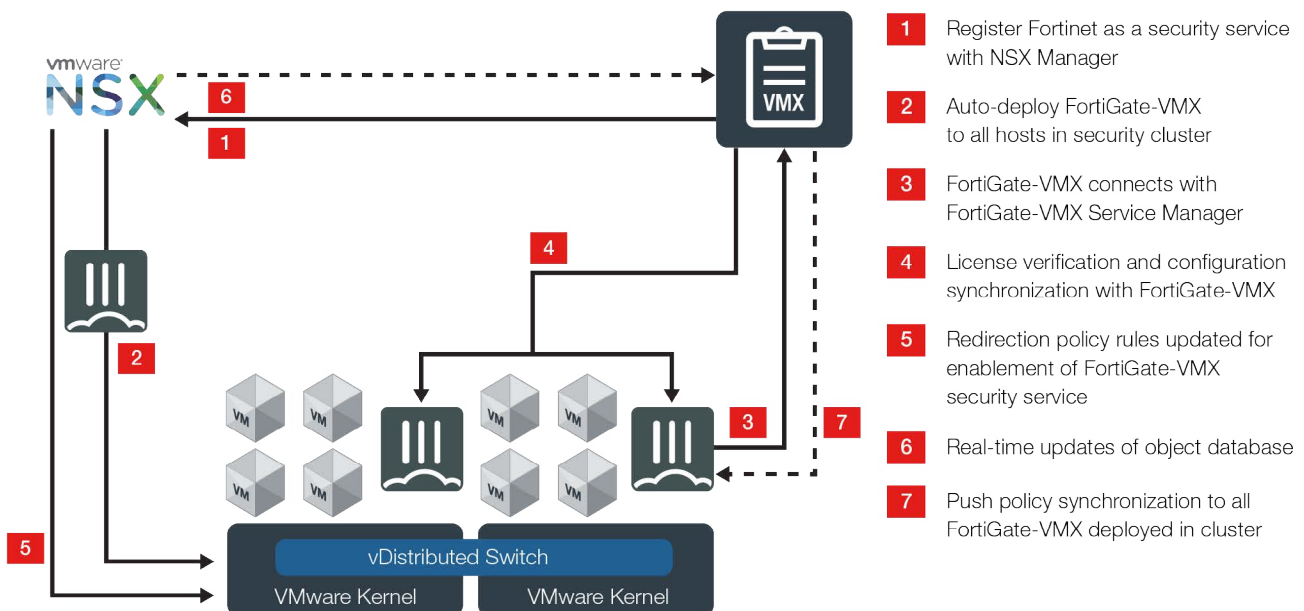 vmware®
NSX
6
1
VMX
4
2
VM
VM
VM
VM
VM
VM
VM
VM
3
7
5
vDistributed Switch
VMware Kernel
VMware Kernel
1 Register Fortinet as a security service
with NSX Manager
2 Auto-deploy FortiGate-VMX
to all hosts in security cluster
3 FortiGate-VMX connects with
FortiGate-VMX Service Manager
4 License verification and configuration
synchronization with FortiGate-VMX
5 Redirection policy rules updated for
enablement of FortiGate-VMX
security service
6 Real-time updates of object database
7 Push policy synchronization to all
FortiGate-VMX deployed in cluster